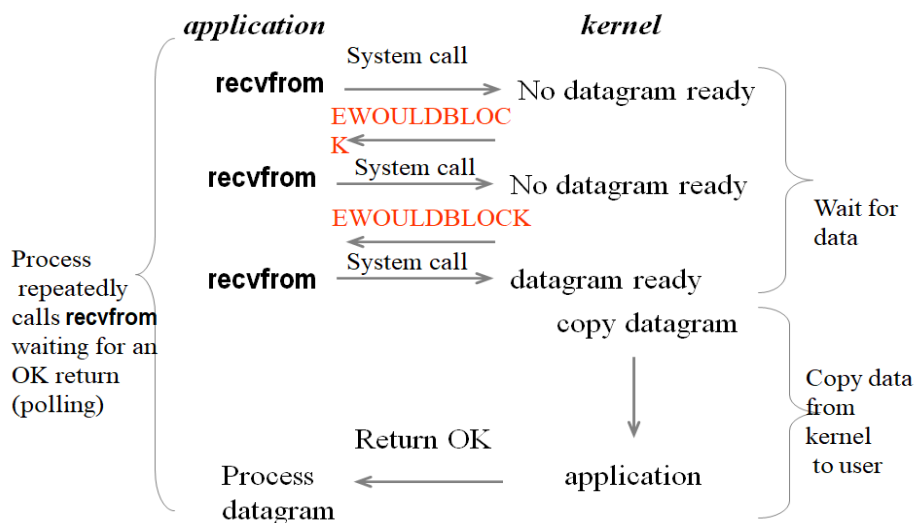 application
kernel
System call
recvfrom
No datagram ready
EWOULDBLOC
K
recvfrom
System call
No datagram ready
EWOULDBLOCK
Wait for
data
recvfrom
System call
datagram ready
Process
repeatedly
calls recvfrom
waiting for an
OK return
(polling)
copy datagram
Copy data
from
kernel
to user
Return OK
application
Process
datagram